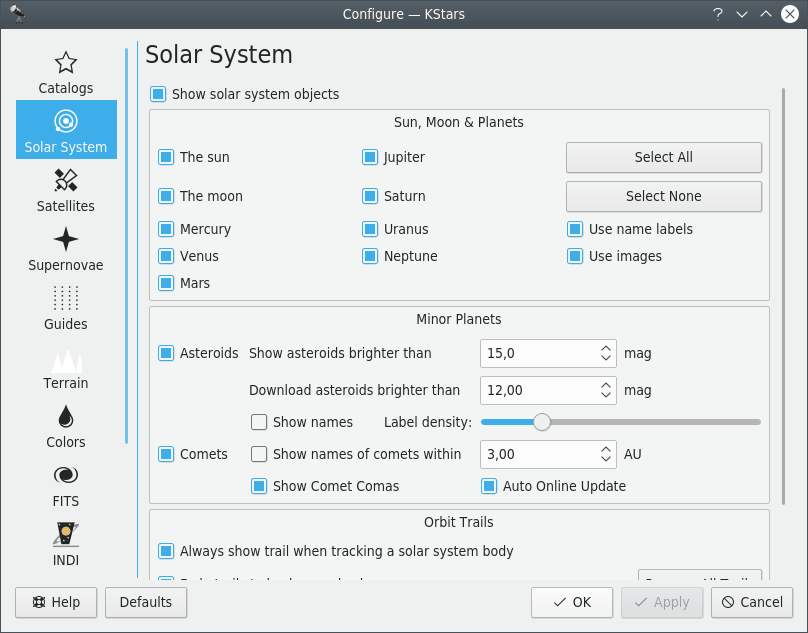 Configure — KStars
Solar System
Catalogs
Solar System
Satellites
Supernovae
Guides
Terrain
Colors
FITS
INDI
Show solar system objects
Sun, Moon & Planets
The sun
Jupiter
Select All
The moon
Saturn
Select None
Mercury
Uranus
Use name labels
Venus
Neptune
Use images
Mars
Minor Planets
Asteroids Show asteroids brighter than 15,0 mag
Download asteroids brighter than 12,00 mag
Show names Label density:
Comets Show names of comets within 3,00 AU
Show Comet Comas Auto Online Update
Orbit Trails
Always show trail when tracking a solar system body
Help
Defaults
OK
Apply
Cancel